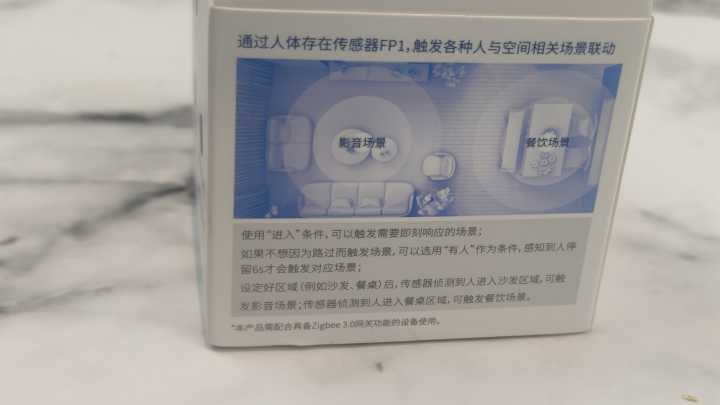 通过人体存在传感器FP1,触发各种人与空间相关场景联动
影音场景
餐饮场景
使用“进入”条件,可以触发需要即刻响应的场景;
如果不想因为路过而触发场景,可以选用“有人”作为条件,感知到人停
留6s才会触发对应场景;
设定好区域(例如沙发、餐桌)后,传感器侦测到人进入沙发区域,可触
发影音场景;传感器侦测到人进入餐桌区域,可触发餐饮场景。
*本产品需配合具备Zigbee 3.0网关功能的设备使用。